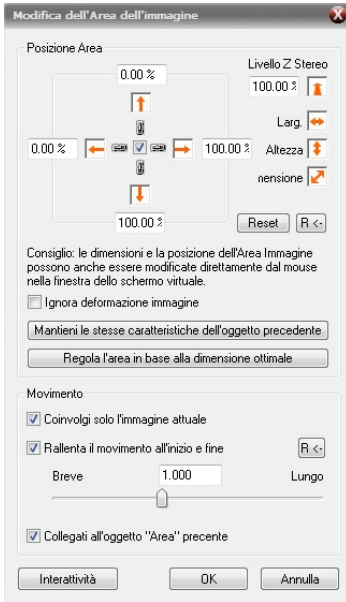 Modifica dell'Area dell'immagine
Posizione Area
Livello Z Stereo
0.00 %
100.00 %
Larg.
0.00 %
100.00 %
Altezza
nensione
100.00 %
Reset
R <-
Consiglio: le dimensioni e la posizione dell'Area Immagine
possono anche essere modificate direttamente dal mouse
nella finestra dello schermo virtuale.
Ignora deformazione immagine
Mantieni le stesse caratteristiche dell'oggetto precedente
Regola l'area in base alla dimensione ottimale
Movimento
Coinvolgi solo l'immagine attuale
Rallenta il movimento all'inizio e fine
R <-
Breve
1.000
Lungo
Collegati all'oggetto "Area" precente
Interattività
OK
Annulla